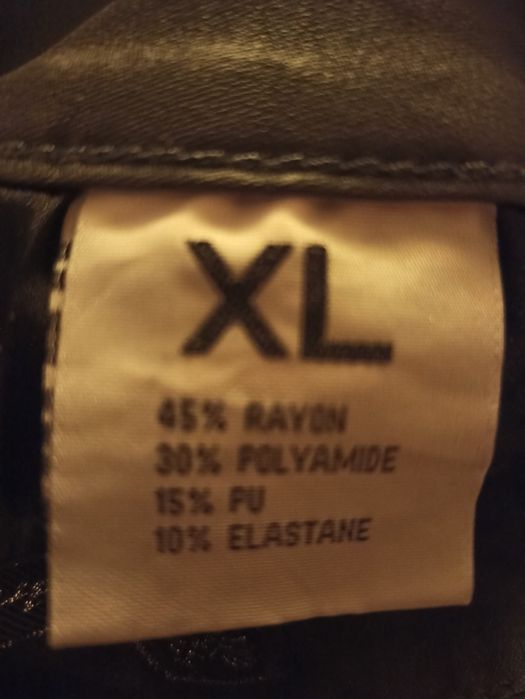 XL
45% RAYON
30% POLYAMIDE
15% PU
10% ELASTANE